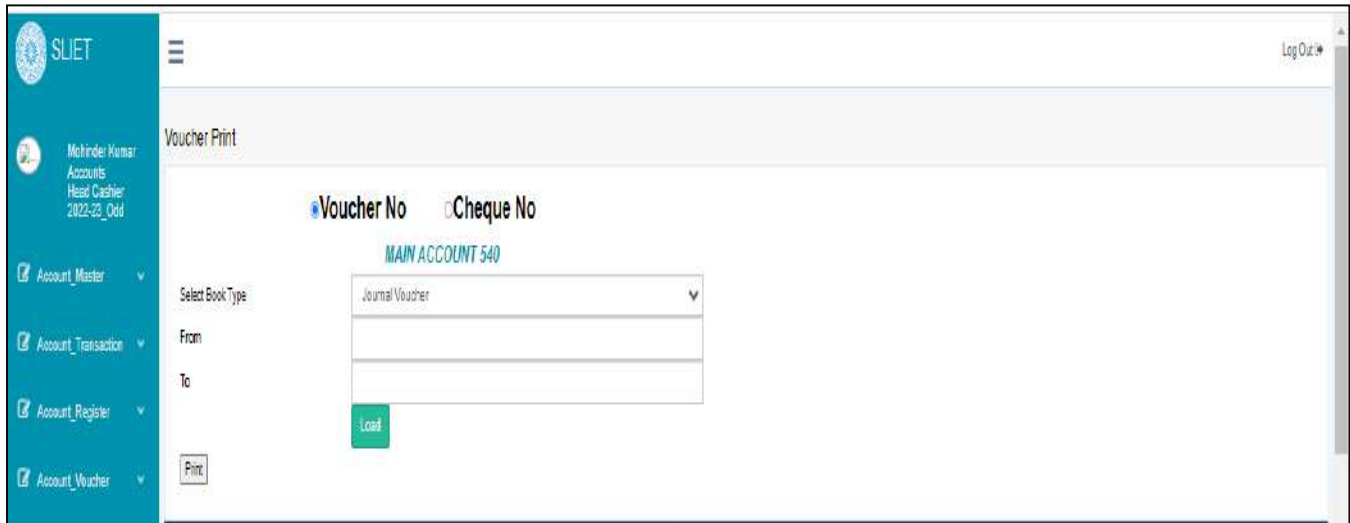 SLIET
Log Out
Mohinder Kumar
Accounts
Head Cashier
2022-23_Odd
Account_Master
Account_Transaction
Account_Register
Account_Voucher
Voucher Print
Voucher No Cheque No
MAIN ACCOUNT 540
Select Book Type Journal Voucher
From
To
Load
Print